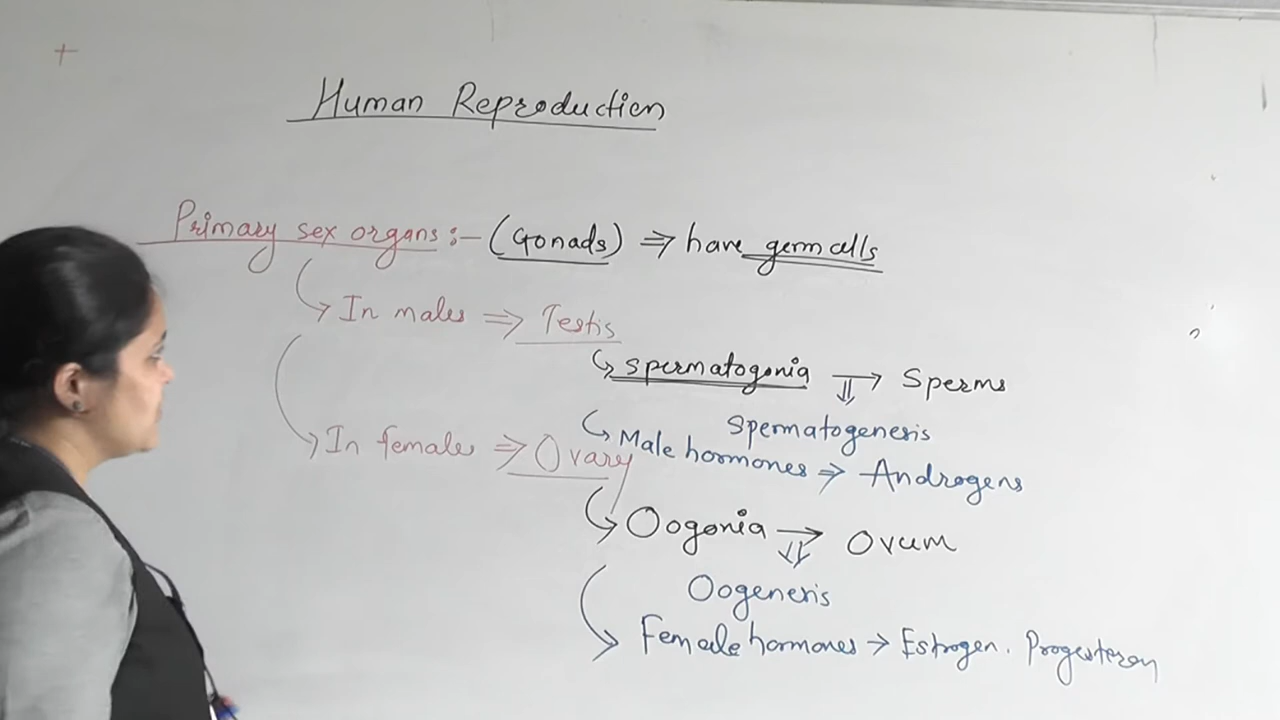 Human Reproduction
Primary sex organs :- (Gonads) ⇒ have germ cells
In males ⇒ Testis
spermatogonia → Sperms
Spermatogenesis
Male hormones ⇒ Androgens
In females ⇒ Ovary
Oogonia → Ovum
Oogenesis
Female hormones → Estrogen. Progesteron